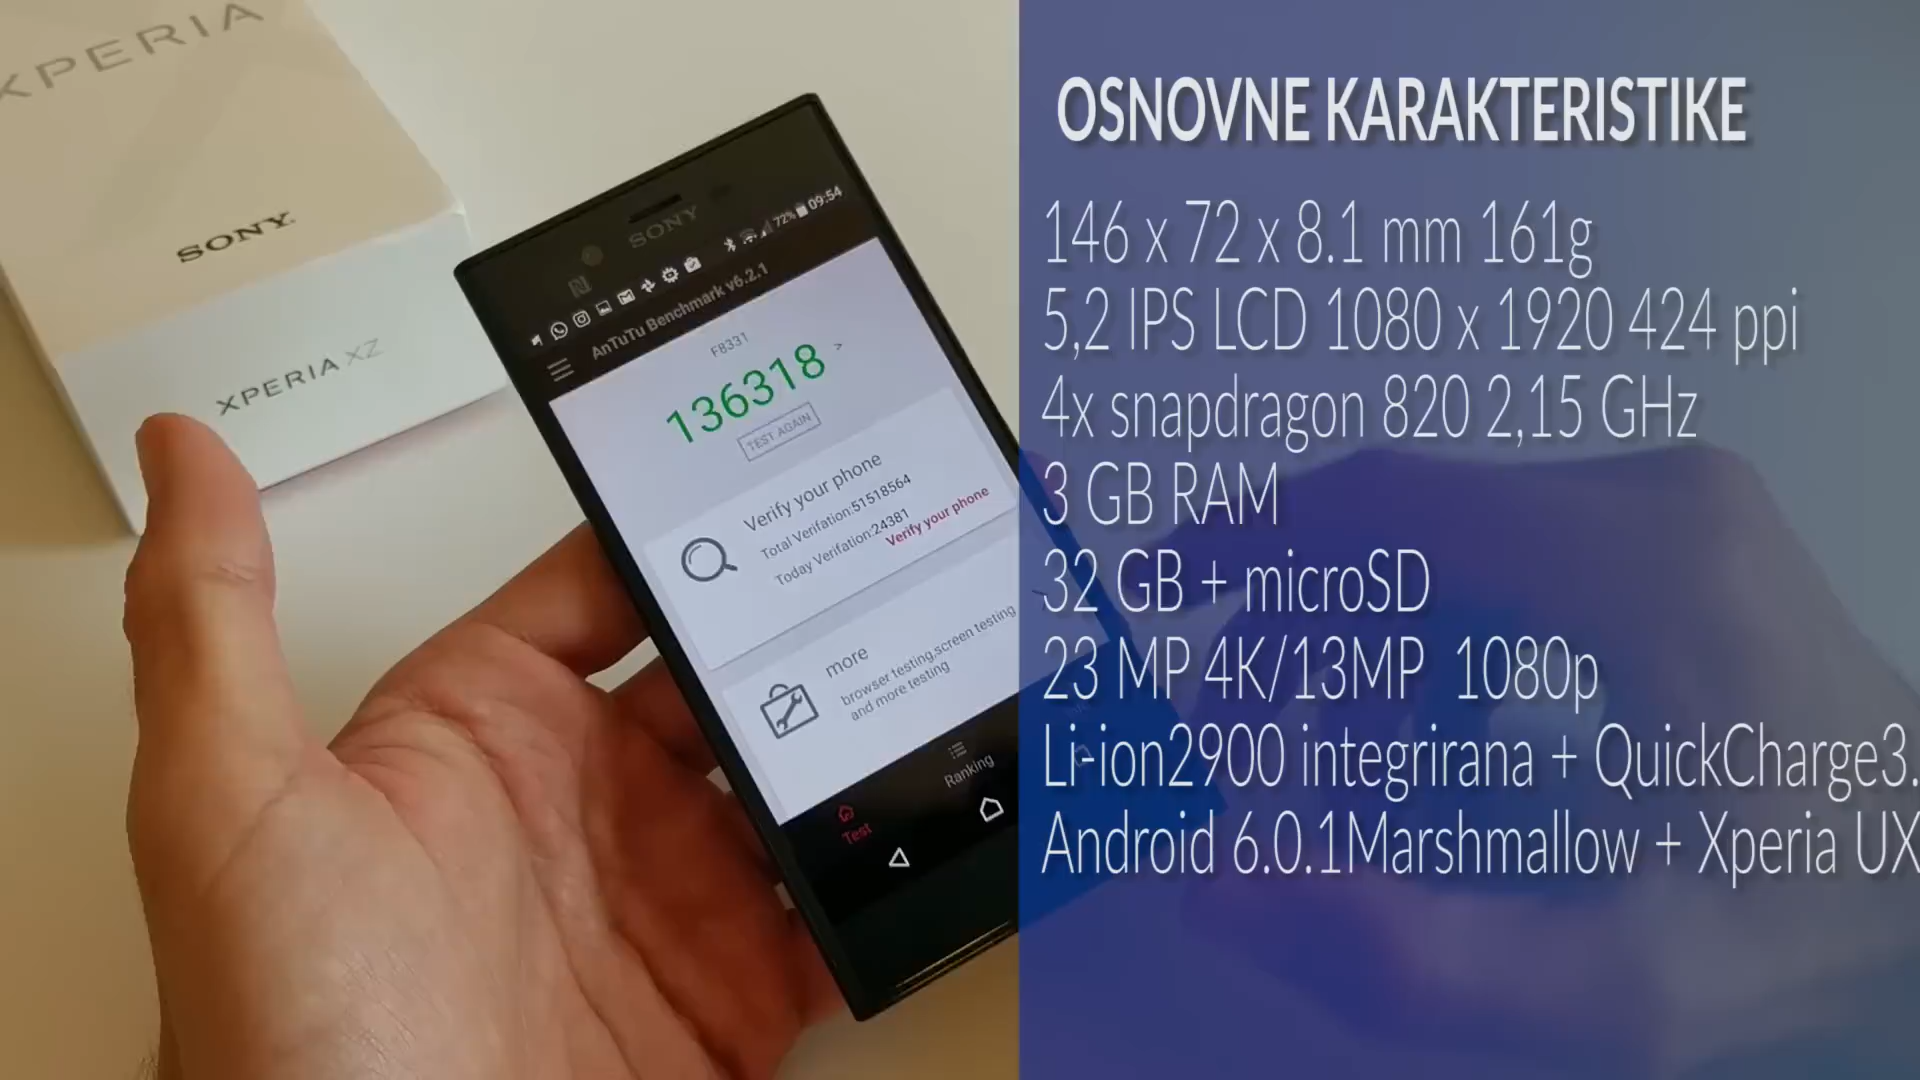 XPERIA
SONY
XPERIA XZ
SONY
72% 09:54
AnTuTu Benchmark v6.2.1
F8331
136318 >
TEST AGAIN
Verify your phone
Total Verifation:51518564
Today Verifation:24381
Verify your phone
more
browser testing,screen testing
and more testing
Test
Ranking
OSNOVNE KARAKTERISTIKE
146 x 72 x 8.1 mm 161g
5,2 IPS LCD 1080 x 1920 424 ppi
4x snapdragon 820 2,15 GHz
3 GB RAM
32 GB + microSD
23 MP 4K/13MP 1080p
Li-ion2900 integrirana + QuickCharge3.
Android 6.0.1Marshmallow + Xperia UX